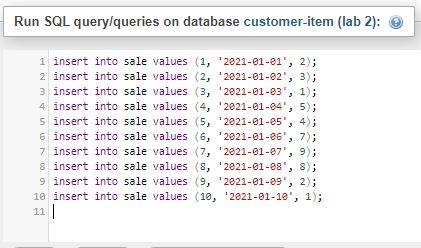 Run SQL query/queries on database customer-item (lab 2):
1 insert into sale values (1, '2021-01-01', 2);
2 insert into sale values (2, '2021-01-02', 3);
3 insert into sale values (3, '2021-01-03', 1);
4 insert into sale values (4, '2021-01-04', 5);
5 insert into sale values (5, '2021-01-05', 4);
6 insert into sale values (6, '2021-01-06', 7);
7 insert into sale values (7, '2021-01-07', 9);
8 insert into sale values (8, '2021-01-08', 8);
9 insert into sale values (9, '2021-01-09', 2);
10 insert into sale values (10, '2021-01-10', 1);
11